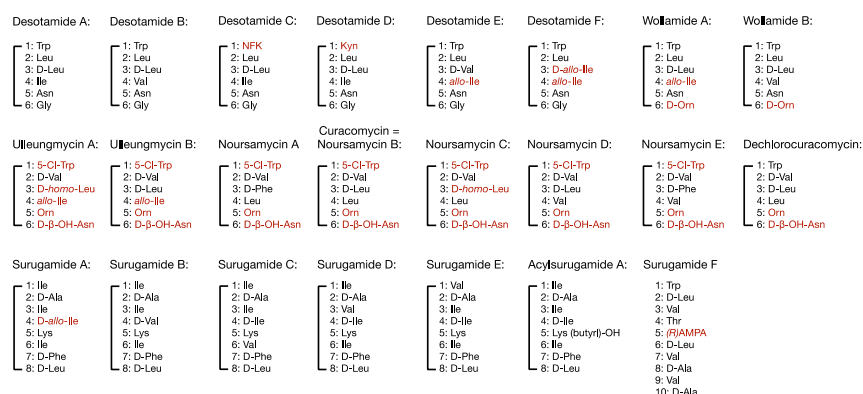 Desotamide A:
1: Trp
2: Leu
3: D-Leu
4: Ile
5: Asn
6: Gly
Desotamide B:
1: Trp
2: Leu
3: D-Leu
4: Val
5: Asn
6: Gly
Desotamide C:
1: NFK
2: Leu
3: D-Leu
4: Ile
5: Asn
6: Gly
Desotamide D:
1: Kyn
2: Leu
3: D-Leu
4: Ile
5: Asn
6: Gly
Desotamide E:
1: Trp
2: Leu
3: D-Val
4: allo-Ile
5: Asn
6: Gly
Desotamide F:
1: Trp
2: Leu
3: D-allo-Ile
4: allo-Ile
5: Asn
6: Gly
Wollamide A:
1: Trp
2: Leu
3: D-Leu
4: allo-Ile
5: Asn
6: D-Orn
Wollamide B:
1: Trp
2: Leu
3: D-Leu
4: Val
5: Asn
6: D-Orn
Ulleungmycin A:
1: 5-Cl-Trp
2: D-Val
3: D-homo-Leu
4: allo-Ile
5: Orn
6: D-β-OH-Asn
Ulleungmycin B:
1: 5-Cl-Trp
2: D-Val
3: D-Leu
4: allo-Ile
5: Orn
6: D-β-OH-Asn
Noursamycin A
1: 5-Cl-Trp
2: D-Val
3: D-Phe
4: Leu
5: Orn
6: D-β-OH-Asn
Curacomycin =
Noursamycin B:
1: 5-Cl-Trp
2: D-Val
3: D-Leu
4: Leu
5: Orn
6: D-β-OH-Asn
Noursamycin C:
1: 5-Cl-Trp
2: D-Val
3: D-homo-Leu
4: Leu
5: Orn
6: D-β-OH-Asn
Noursamycin D:
1: 5-Cl-Trp
2: D-Val
3: D-Leu
4: Val
5: Orn
6: D-β-OH-Asn
Noursamycin E:
1: 5-Cl-Trp
2: D-Val
3: D-Phe
4: Val
5: Orn
6: D-β-OH-Asn
Dechlorocuracomycin:
1: Trp
2: D-Val
3: D-Leu
4: Leu
5: Orn
6: D-β-OH-Asn
Surugamide A:
1: Ile
2: D-Ala
3: Ile
4: D-allo-Ile
5: Lys
6: Ile
7: D-Phe
8: D-Leu
Surugamide B:
1: Ile
2: D-Ala
3: Ile
4: D-Val
5: Lys
6: Ile
7: D-Phe
8: D-Leu
Surugamide C:
1: Ile
2: D-Ala
3: Ile
4: D-Ile
5: Lys
6: Val
7: D-Phe
8: D-Leu
Surugamide D:
1: Ile
2: D-Ala
3: Val
4: D-Ile
5: Lys
6: Ile
7: D-Phe
8: D-Leu
Surugamide E:
1: Val
2: D-Ala
3: Ile
4: D-Ile
5: Lys
6: Ile
7: D-Phe
8: D-Leu
Acylsurugamide A:
1: Ile
2: D-Ala
3: Ile
4: D-Ile
5: Lys (butyrl)-OH
6: Ile
7: D-Phe
8: D-Leu
Surugamide F
1: Trp
2: D-Leu
3: Val
4: Thr
5: (R)AMPA
6: D-Leu
7: Val
8: D-Ala
9: Val
10: D-Ala